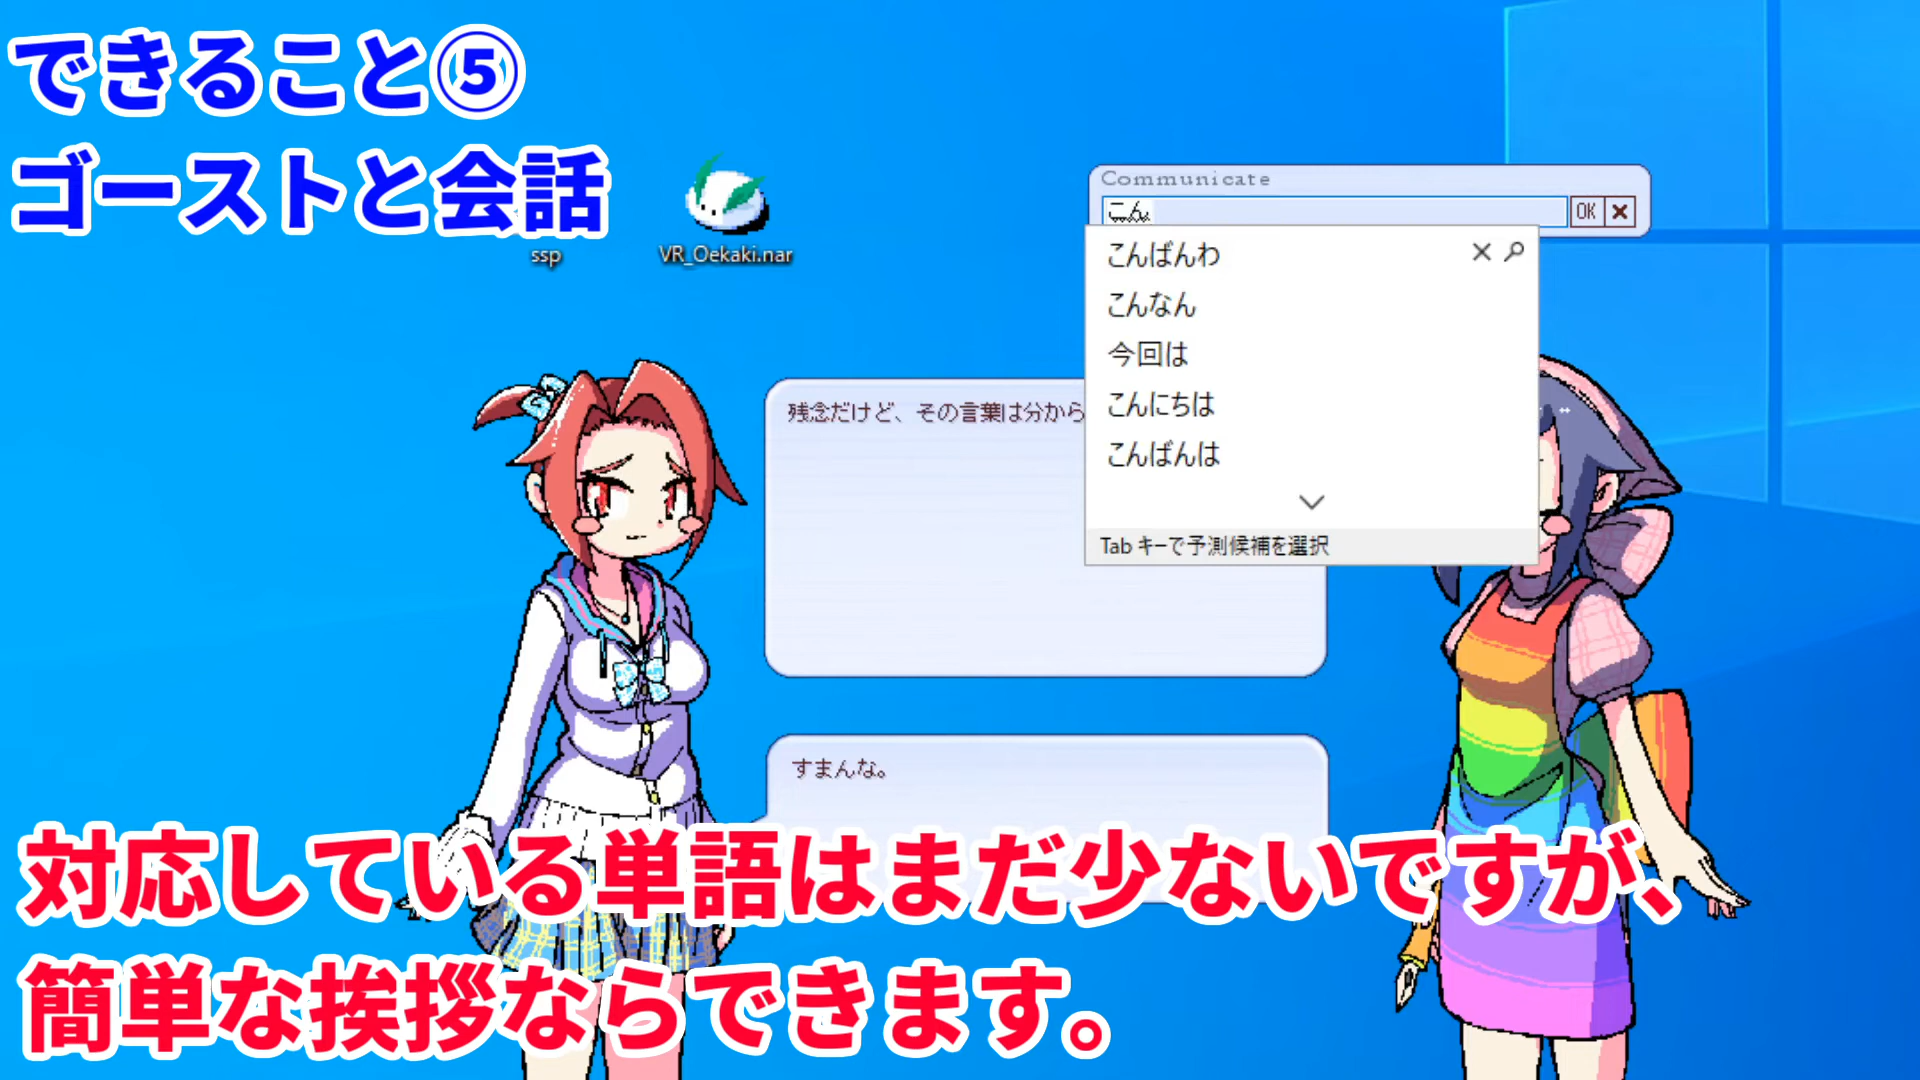 できること⑤
ゴーストと会話
ssp
VR_Oekaki.nar
Communicate
こん
OK
こんばんわ
こんなん
今回は
こんにちは
こんばんは
Tab キーで予測候補を選択
残念だけど、その言葉は分から
すまんな。
対応している単語はまだ少ないですが、
簡単な挨拶ならできます。